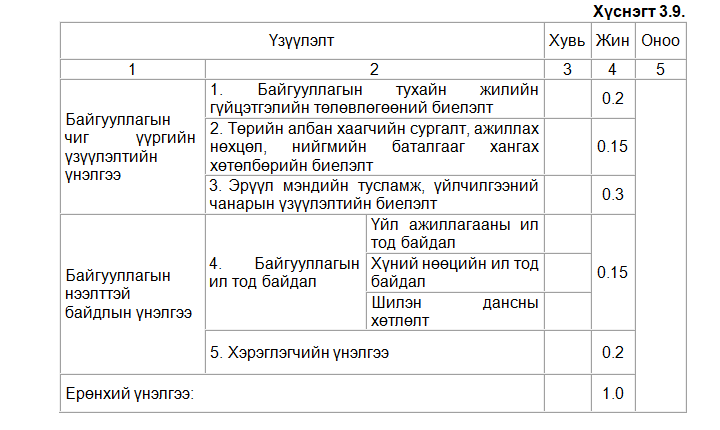 Хүснэгт 3.9.
Үзүүлэлт Хувь Жин Оноо
1 2 3 4 5
Байгууллагын
чиг үүргийн
үзүүлэлтийн
үнэлгээ
1. Байгууллагын тухайн жилийн
гүйцэтгэлийн төлөвлөгөөний биелэлт
0.2
2. Төрийн албан хаагчийн сургалт, ажиллах
нөхцөл, нийгмийн баталгааг хангах
хөтөлбөрийн биелэлт
0.15
3. Эрүүл мэндийн тусламж, үйлчилгээний
чанарын үзүүлэлтийн биелэлт
0.3
Байгууллагын
нээлттэй
байдлын үнэлгээ
4. Байгууллагын
ил тод байдал
Үйл ажиллагааны ил
тод байдал
Хүний нөөцийн ил тод
байдал
Шилэн дансны
хөтлөлт
0.15
5. Хэрэглэгчийн үнэлгээ 0.2
Ерөнхий үнэлгээ: 1.0